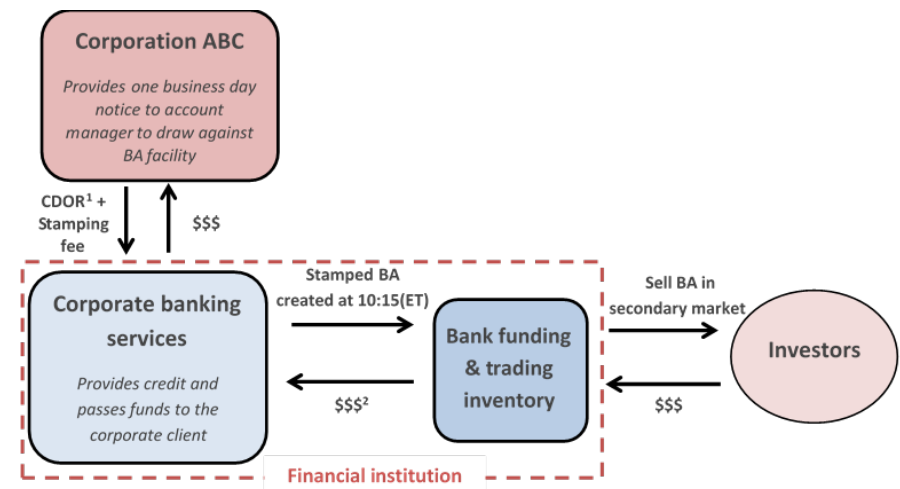 Corporation ABC
Provides one business day
notice to account
manager to draw against
BA facility
CDOR¹ +
Stamping
fee
$$$
Corporate banking
services
Provides credit and
passes funds to the
corporate client
Stamped BA
created at 10:15(ET)
$$$²
Bank funding
& trading
inventory
Sell BA in
secondary market
$$$
Investors
Financial institution